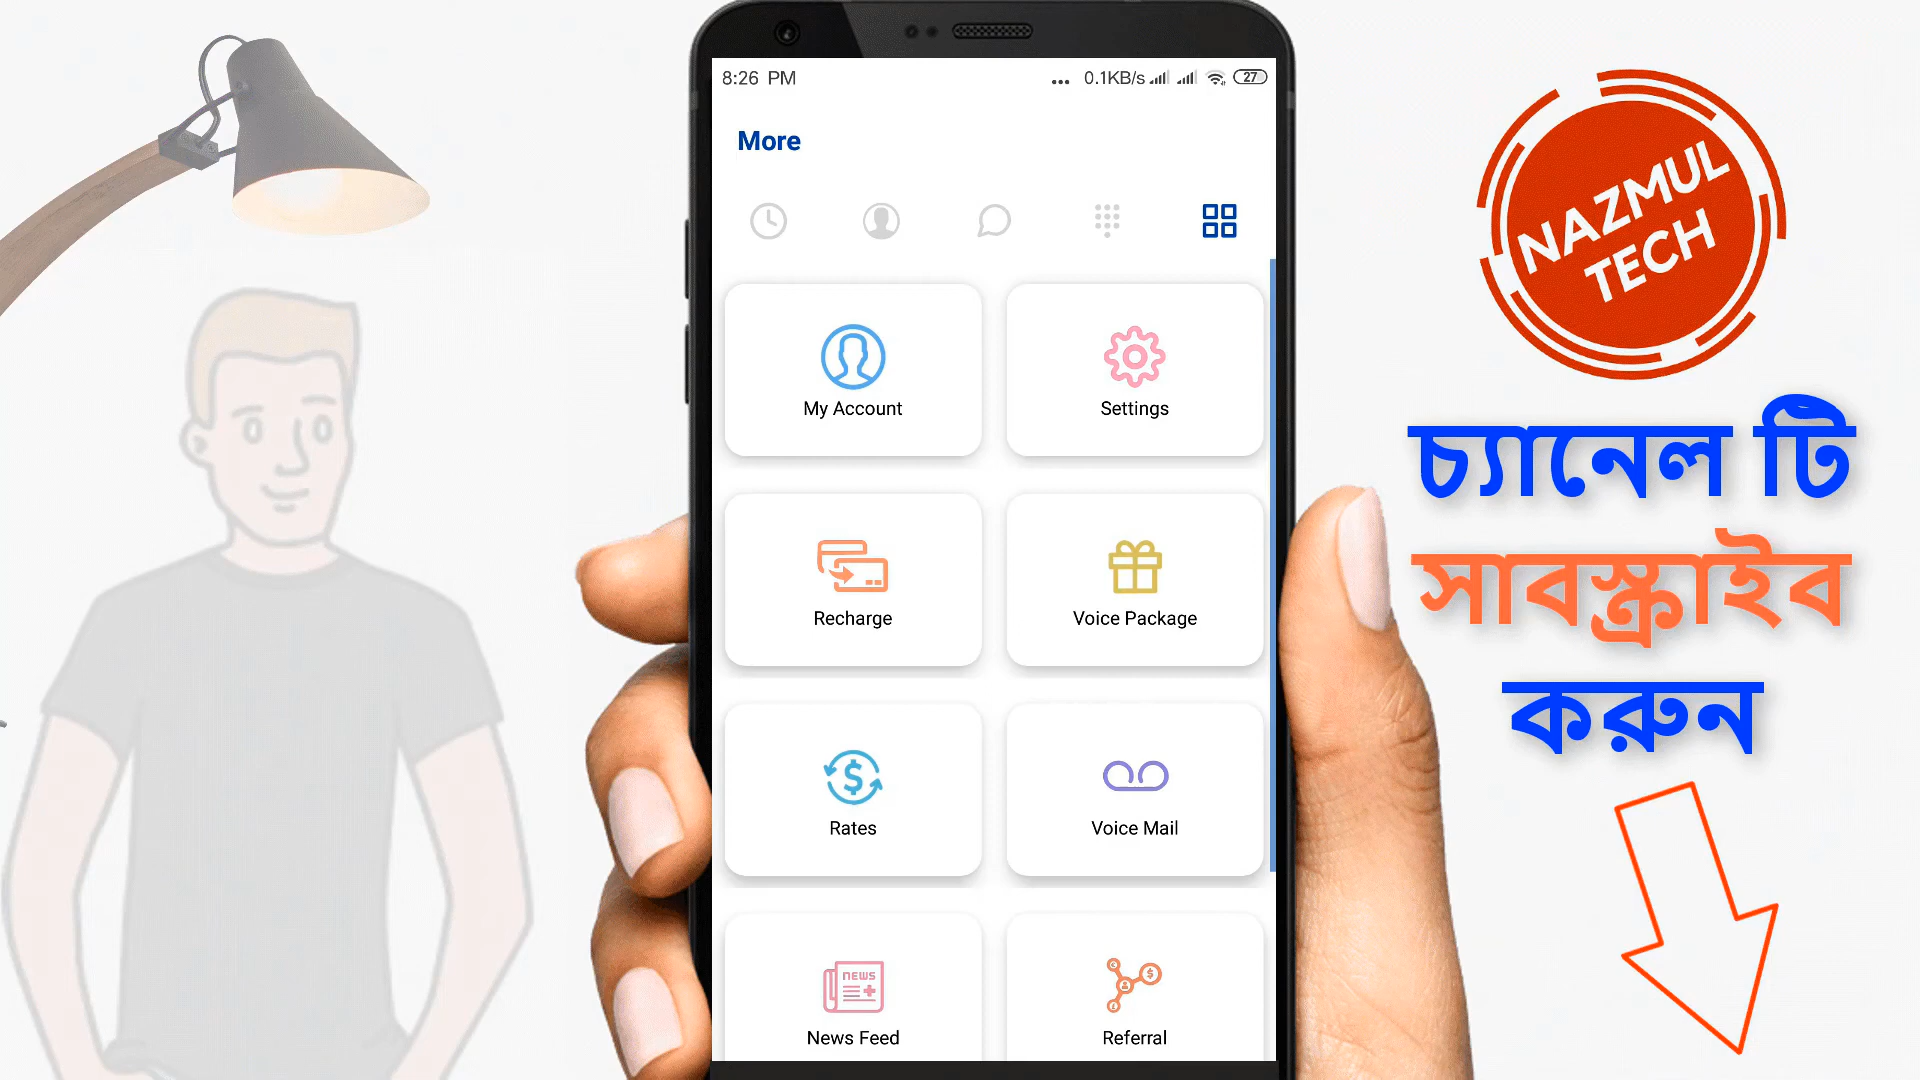 8:26 PM
... 0.1KB/s 27
More
My Account
Settings
Recharge
Voice Package
Rates
Voice Mail
NEWS
News Feed
Referral
NAZMUL
TECH
চ্যানেল টি
সাবস্ক্রাইব
করুন